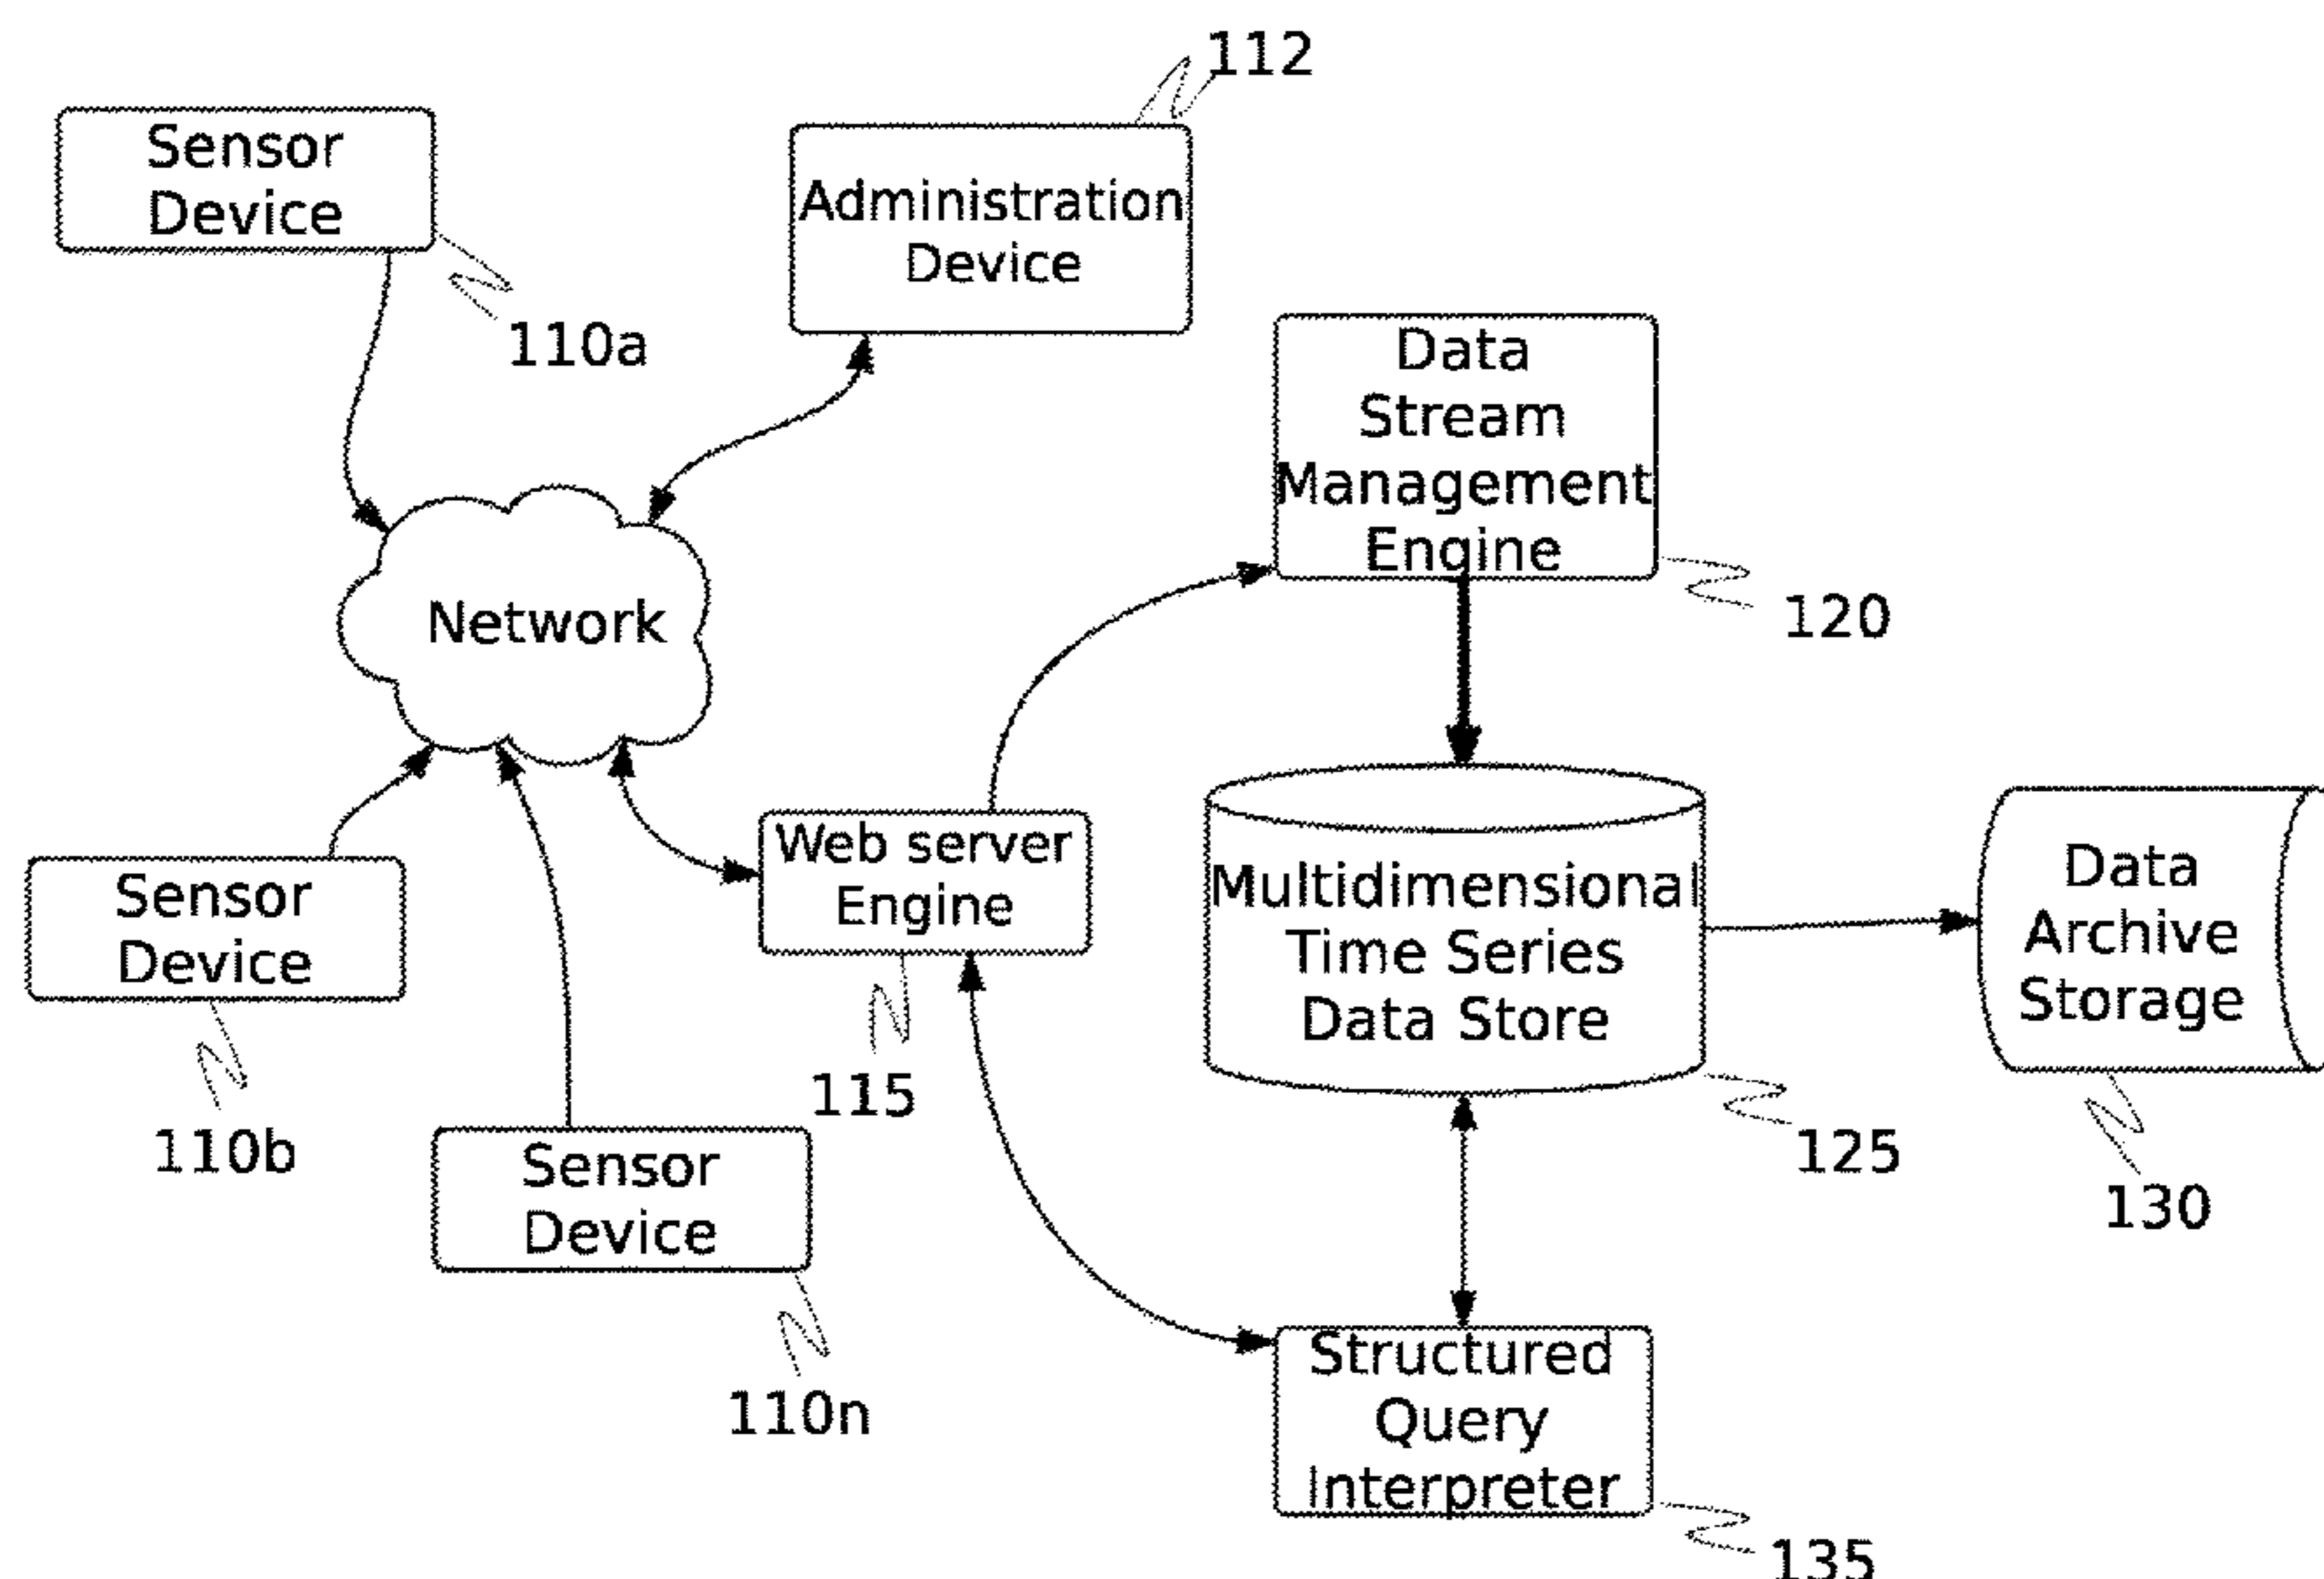 112
Sensor
Device
110a
Administration
Device
Data
Stream
Management
Engine
120
Network
Web server
Engine
115
Multidimensional
Time Series
Data Store
125
Data
Archive
Storage
130
Sensor
Device
110b
Sensor
Device
110n
Structured
Query
Interpreter
135